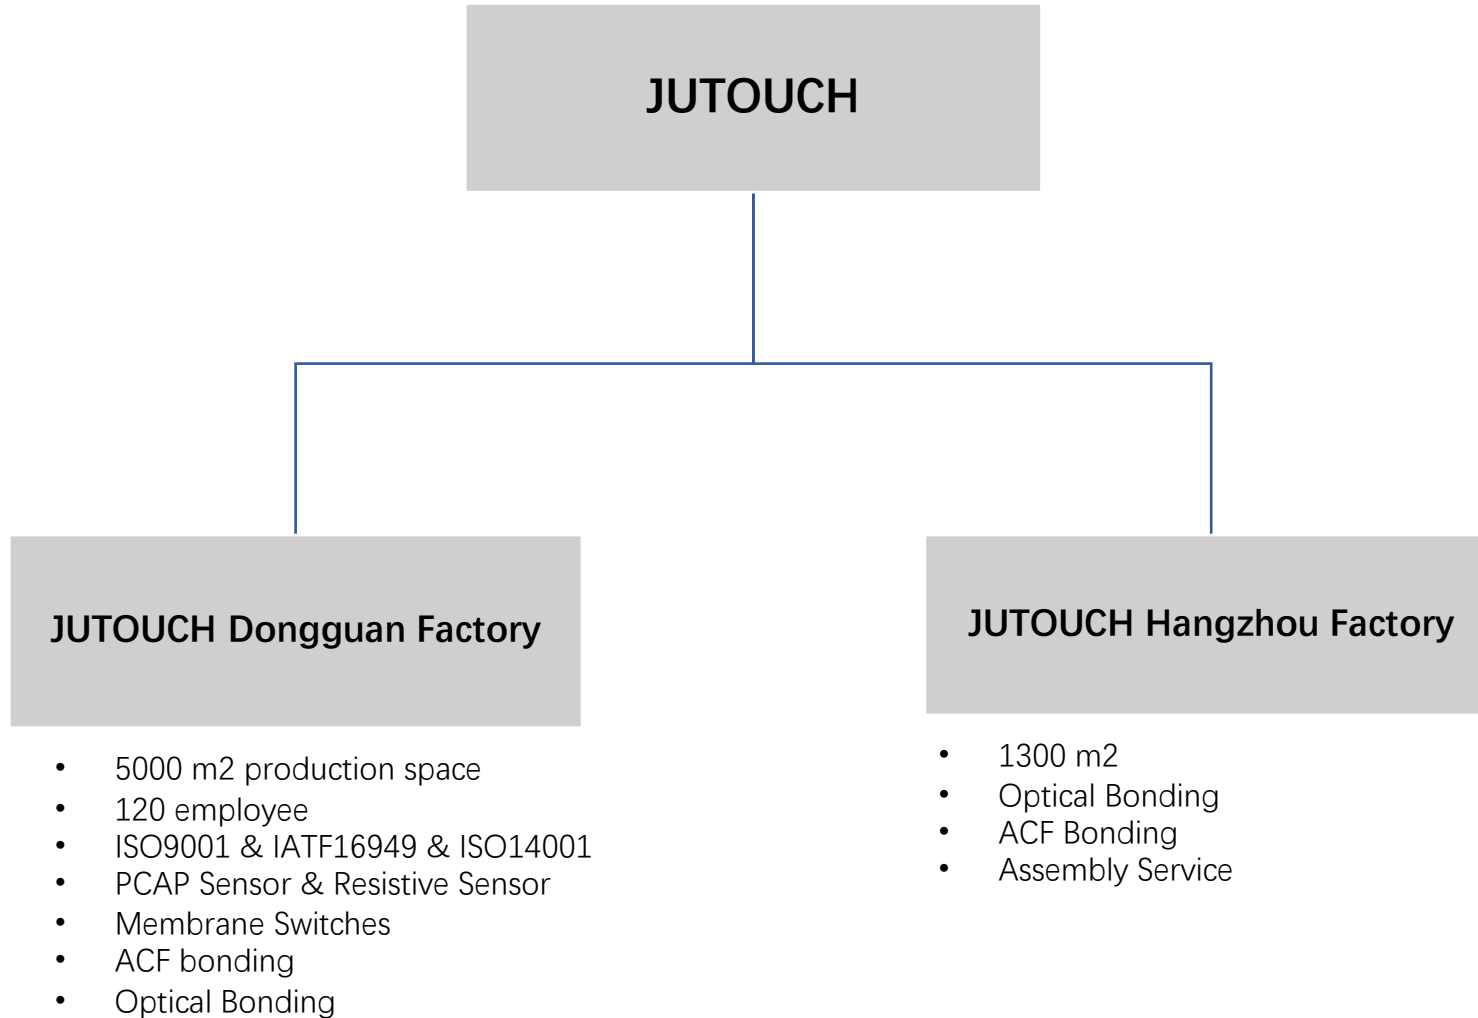 JUTOUCH
JUTOUCH Dongguan Factory
• 5000 m2 production space
• 120 employee
• ISO9001 & IATF16949 & ISO14001
• PCAP Sensor & Resistive Sensor
• Membrane Switches
• ACF bonding
• Optical Bonding
JUTOUCH Hangzhou Factory
• 1300 m2
• Optical Bonding
• ACF Bonding
• Assembly Service